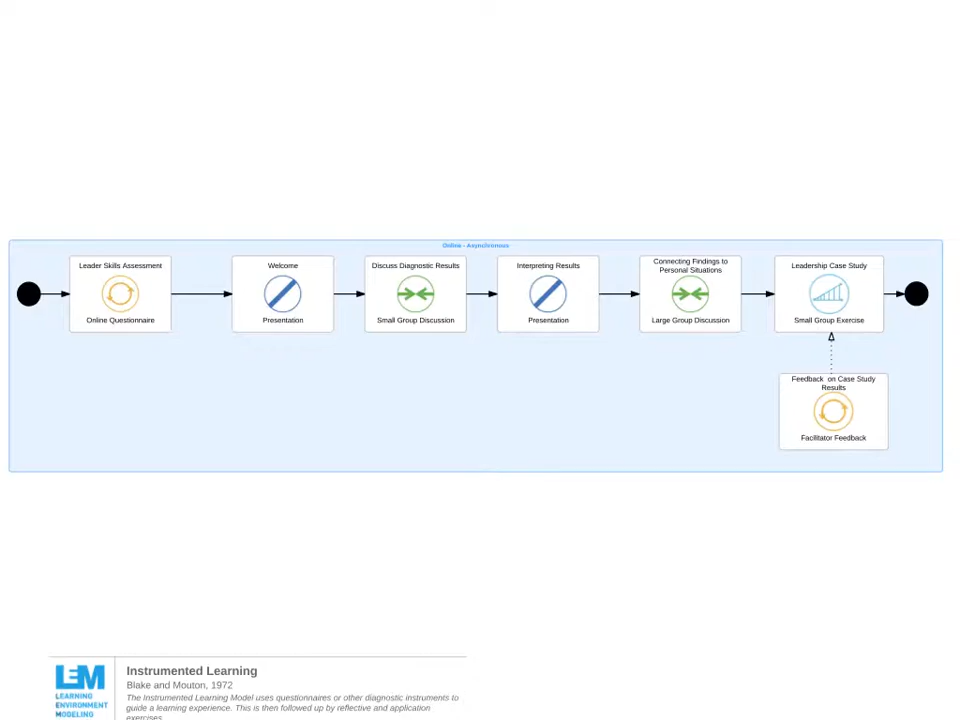 Online - Asynchronous
Leader Skills Assessment
Online Questionnaire
Welcome
Presentation
Discuss Diagnostic Results
Small Group Discussion
Interpreting Results
Presentation
Connecting Findings to
Personal Situations
Large Group Discussion
Leadership Case Study
Small Group Exercise
Feedback on Case Study
Results
Facilitator Feedback
LEM
LEARNING
ENVIRONMENT
MODELING
Instrumented Learning
Blake and Mouton, 1972
The Instrumented Learning Model uses questionnaires or other diagnostic instruments to
guide a learning experience. This is then followed up by reflective and application
exercises.